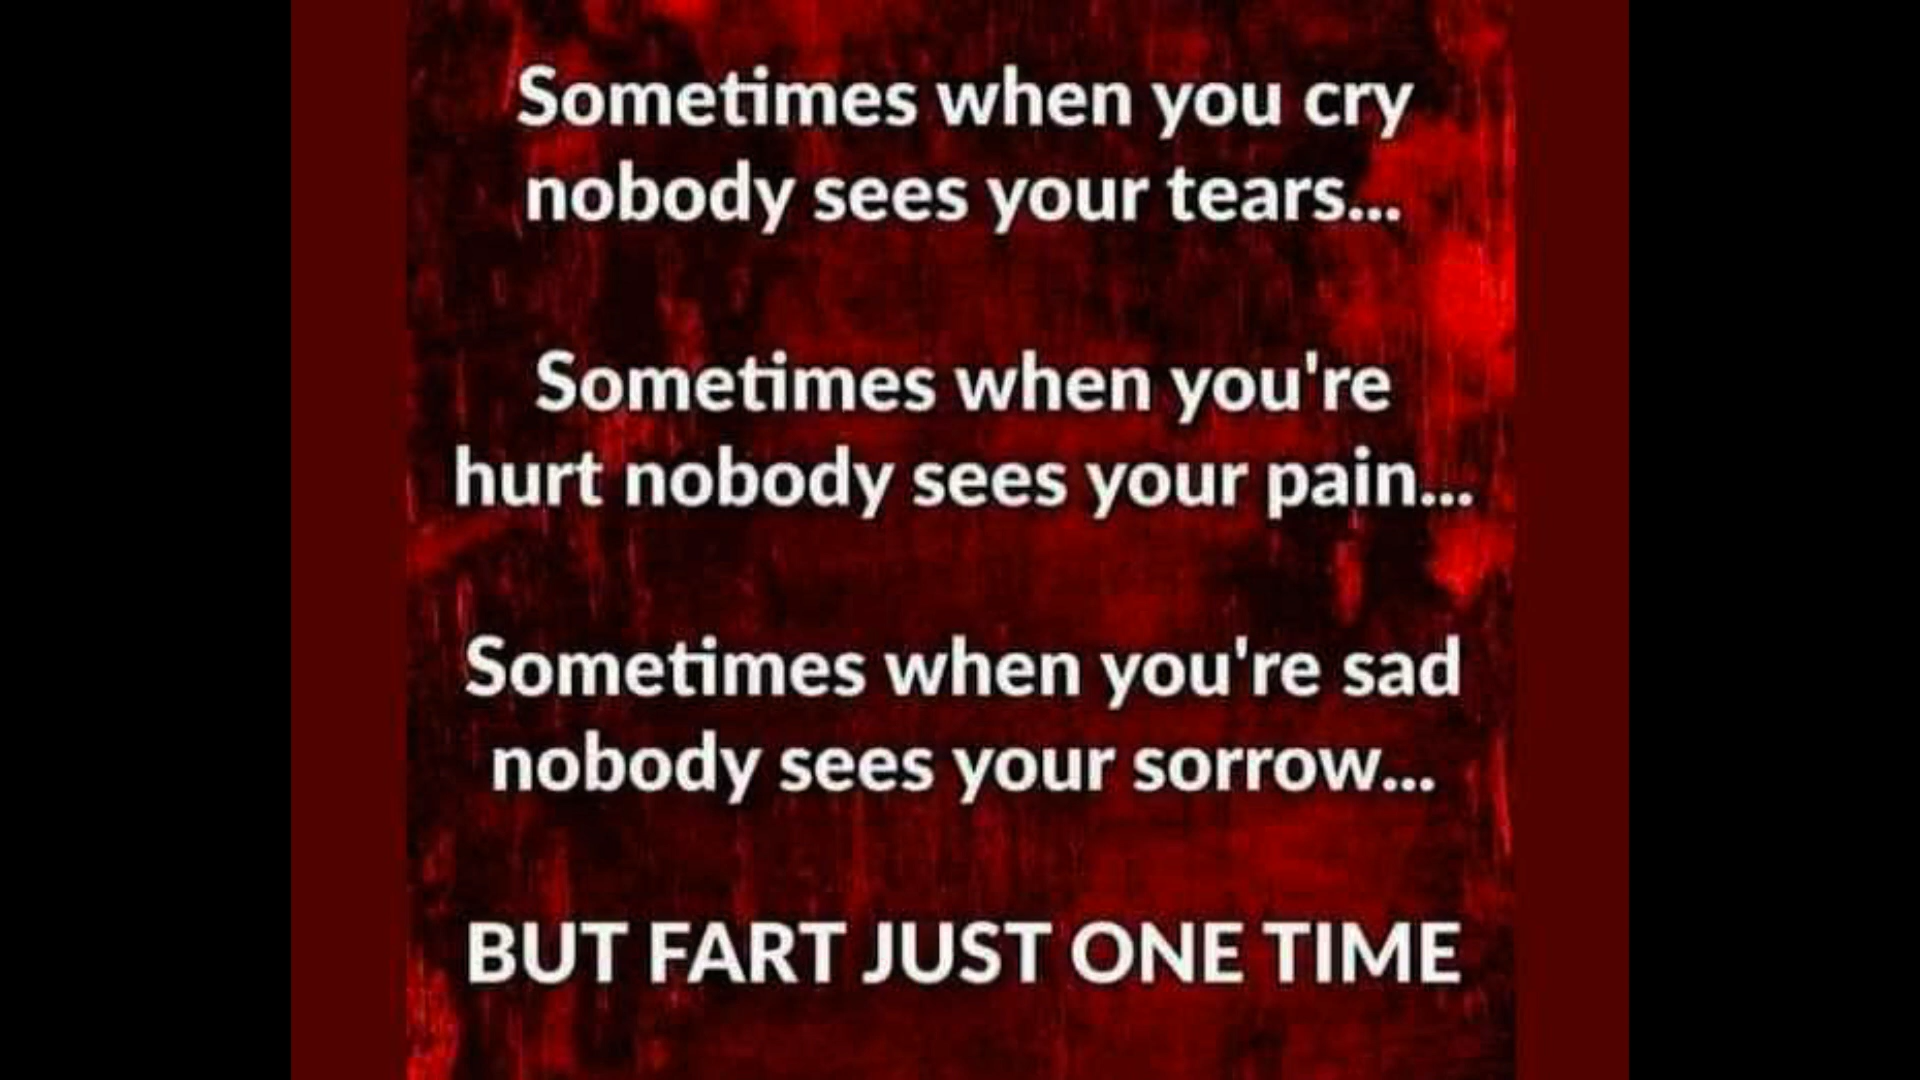 Sometimes when you cry
nobody sees your tears...
Sometimes when you're
hurt nobody sees your pain...
Sometimes when you're sad
nobody sees your sorrow...
BUT FART JUST ONE TIME